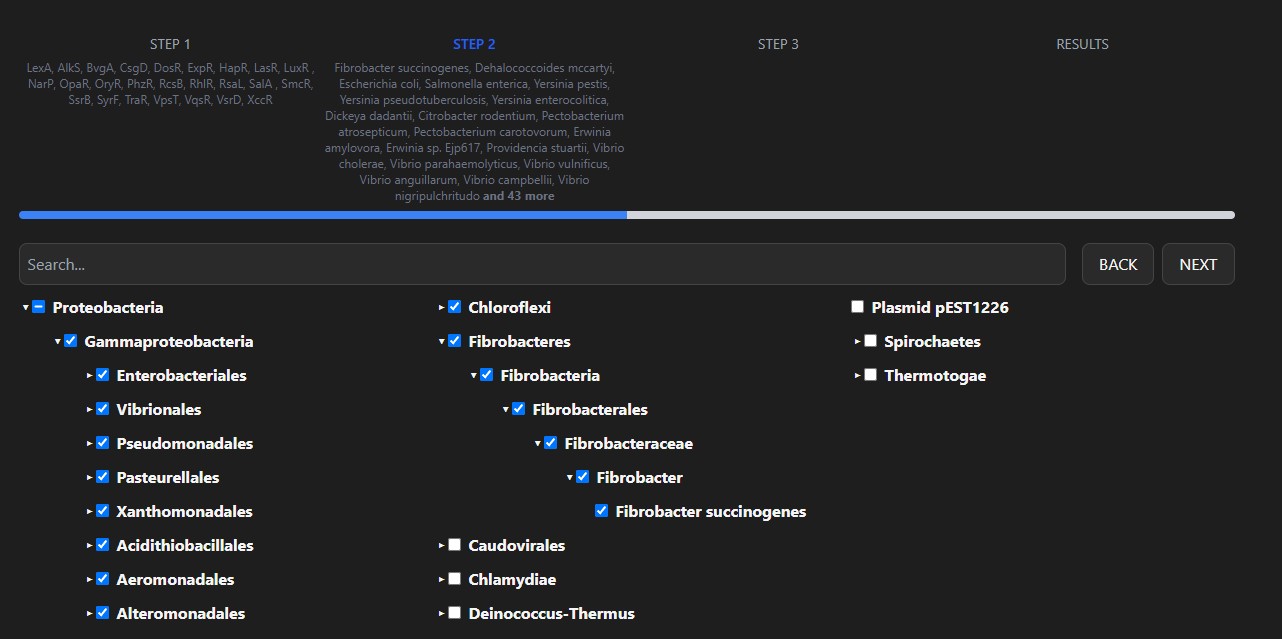 STEP 1
LexA, AlkS, BvgA, CsgD, DosR, ExpR, HapR, LasR, LuxR ,
NarP, OpaR, OryR, PhzR, RcsB, RhlR, RsaL, SalA , SmcR,
SsrB, SyrF, TraR, VpsT, VqsR, VsrD, XccR
STEP 2
Fibrobacter succinogenes, Dehalococcoides mccartyi,
Escherichia coli, Salmonella enterica, Yersinia pestis,
Yersinia pseudotuberculosis, Yersinia enterocolitica,
Dickeya dadantii, Citrobacter rodentium, Pectobacterium
atrosepticum, Pectobacterium carotovorum, Erwinia
amylovora, Erwinia sp. Ejp617, Providencia stuartii, Vibrio
cholerae, Vibrio parahaemolyticus, Vibrio vulnificus,
Vibrio anguillarum, Vibrio campbellii, Vibrio
nigripulchritudo and 43 more
STEP 3
RESULTS
Search...
BACK
NEXT
Proteobacteria
Gammaproteobacteria
Enterobacteriales
Vibrionales
Pseudomonadales
Pasteurellales
Xanthomonadales
Acidithiobacillales
Aeromonadales
Alteromonadales
Chloroflexi
Fibrobacteres
Fibrobacteria
Fibrobacterales
Fibrobacteraceae
Fibrobacter
Fibrobacter succinogenes
Caudovirales
Chlamydiae
Deinococcus-Thermus
Plasmid pEST1226
Spirochaetes
Thermotogae